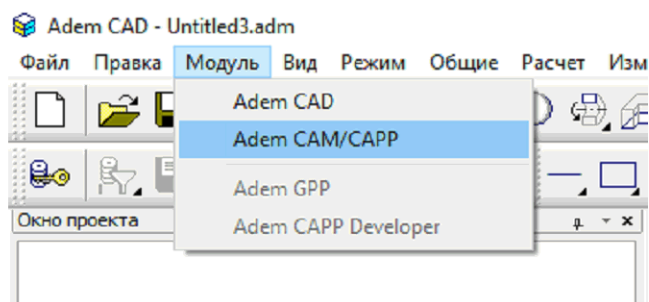 Adem CAD - Untitled3.adm
Файл Правка Модуль Вид Режим Общие Расчет Изм
Adem CAD
Adem CAM/CAPP
Adem GPP
Adem CAPP Developer
Окно проекта